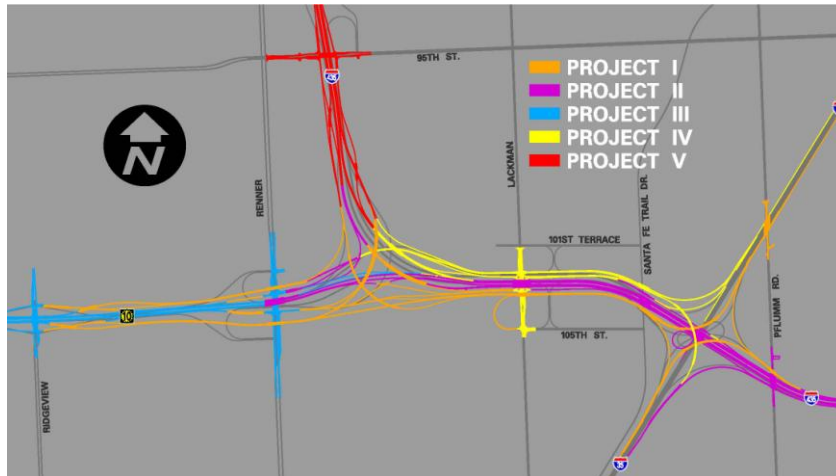 95TH ST.
435
PROJECT I
PROJECT II
PROJECT III
PROJECT IV
PROJECT V
N
RENNER
LACKMAN
SANTA FE TRAIL DR.
101ST TERRACE
10
105TH ST.
PFLUMM RD.
RIDGEVIEW
435
35